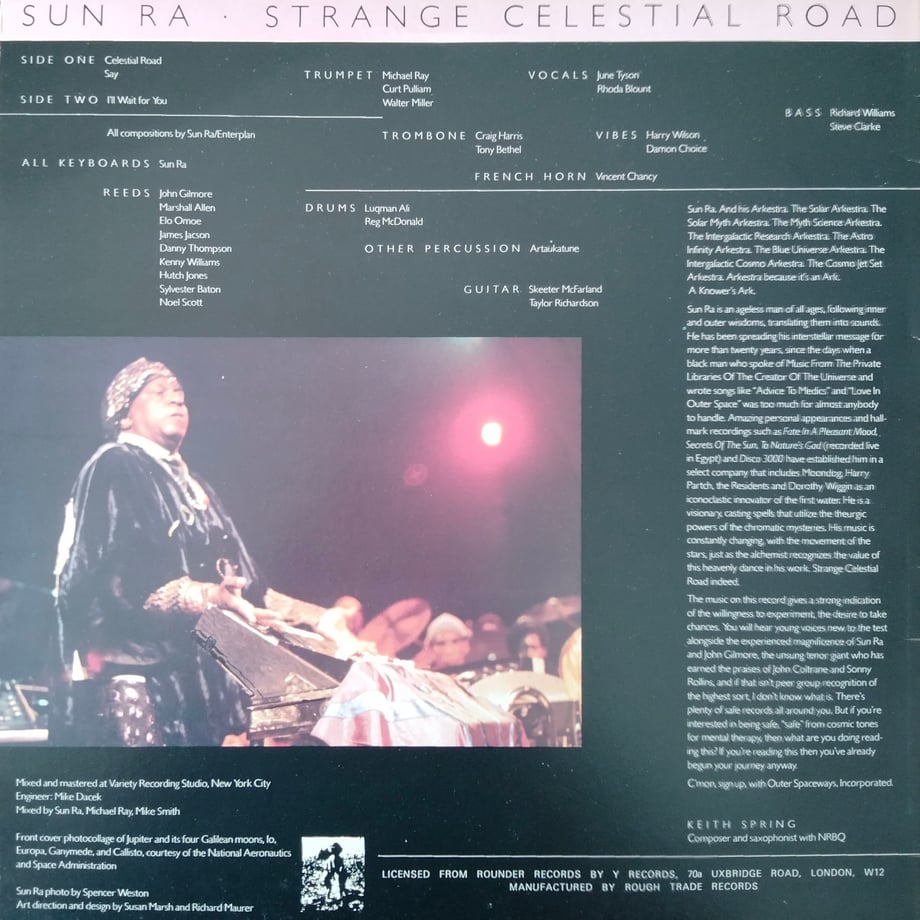 SUN RA · STRANGE CELESTIAL ROAD
SIDE ONE Celestial Road
Say
SIDE TWO I'll Wait for You
All compositions by Sun Ra/Enterplan
ALL KEYBOARDS Sun Ra
REEDS John Gilmore
Marshall Allen
Elo Omoe
James Jacson
Danny Thompson
Kenny Williams
Hutch Jones
Sylvester Baton
Noel Scott
TRUMPET Michael Ray
Curt Pulliam
Walter Miller
TROMBONE Craig Harris
Tony Bethel
FRENCH HORN Vincent Chancy
VOCALS June Tyson
Rhoda Blount
VIBES Harry Wilson
Damon Choice
BASS Richard Williams
Steve Clarke
DRUMS Luqman Ali
Reg McDonald
OTHER PERCUSSION Artaukatune
GUITAR Skeeter McFarland
Taylor Richardson
Sun Ra. And his Arkestra. The Solar Arkestra. The
Solar Myth Arkestra. The Myth Science Arkestra.
The Intergalactic Research Arkestra. The Astro
Infinity Arkestra. The Blue Universe Arkestra. The
Intergalactic Cosmo Arkestra. The Cosmo Jet Set
Arkestra. Arkestra because it's an Ark.
A Knower's Ark.
Sun Ra is an ageless man of all ages, following inner
and outer wisdoms, translating them into sounds.
He has been spreading his interstellar message for
more than twenty years, since the days when a
black man who spoke of Music From The Private
Libraries Of The Creator Of The Universe and
wrote songs like "Advice To Medics" and "Love In
Outer Space" was too much for almost anybody
to handle. Amazing personal appearances and hall-
mark recordings such as Fate In A Pleasant Mood,
Secrets Of The Sun, To Nature's God (recorded live
in Egypt) and Disco 3000 have established him in a
select company that includes Moondog, Harry
Partch, the Residents and Dorothy Wiggin as an
iconoclastic innovator of the first water. He is a
visionary, casting spells that utilize the theurgic
powers of the chromatic mysteries. His music is
constantly changing, with the movement of the
stars, just as the alchemist recognizes the value of
this heavenly dance in his work. Strange Celestial
Road indeed.
The music on this record gives a strong indication
of the willingness to experiment, the desire to take
chances. You will hear young voices new to the test
alongside the experienced magnificence of Sun Ra
and John Gilmore, the unsung tenor giant who has
earned the praises of John Coltrane and Sonny
Rollins, and if that isn't peer group recognition of
the highest sort, I don't know what is. There's
plenty of safe records all around you. But if you're
interested in being safe, "safe" from cosmic tones
for mental therapy, then what are you doing read-
ing this? If you're reading this then you've already
begun your journey anyway.
C'mon, sign up, with Outer Spaceways, Incorporated.
KEITH SPRING
Composer and saxophonist with NRBQ
Mixed and mastered at Variety Recording Studio, New York City
Engineer: Mike Dacek
Mixed by Sun Ra, Michael Ray, Mike Smith
Front cover photocollage of Jupiter and its four Galilean moons, Io,
Europa, Ganymede, and Callisto, courtesy of the National Aeronautics
and Space Administration
Sun Ra photo by Spencer Weston
Art direction and design by Susan Marsh and Richard Maurer
LICENSED FROM ROUNDER RECORDS BY Y RECORDS, 70a UXBRIDGE ROAD, LONDON, W12
MANUFACTURED BY ROUGH TRADE RECORDS